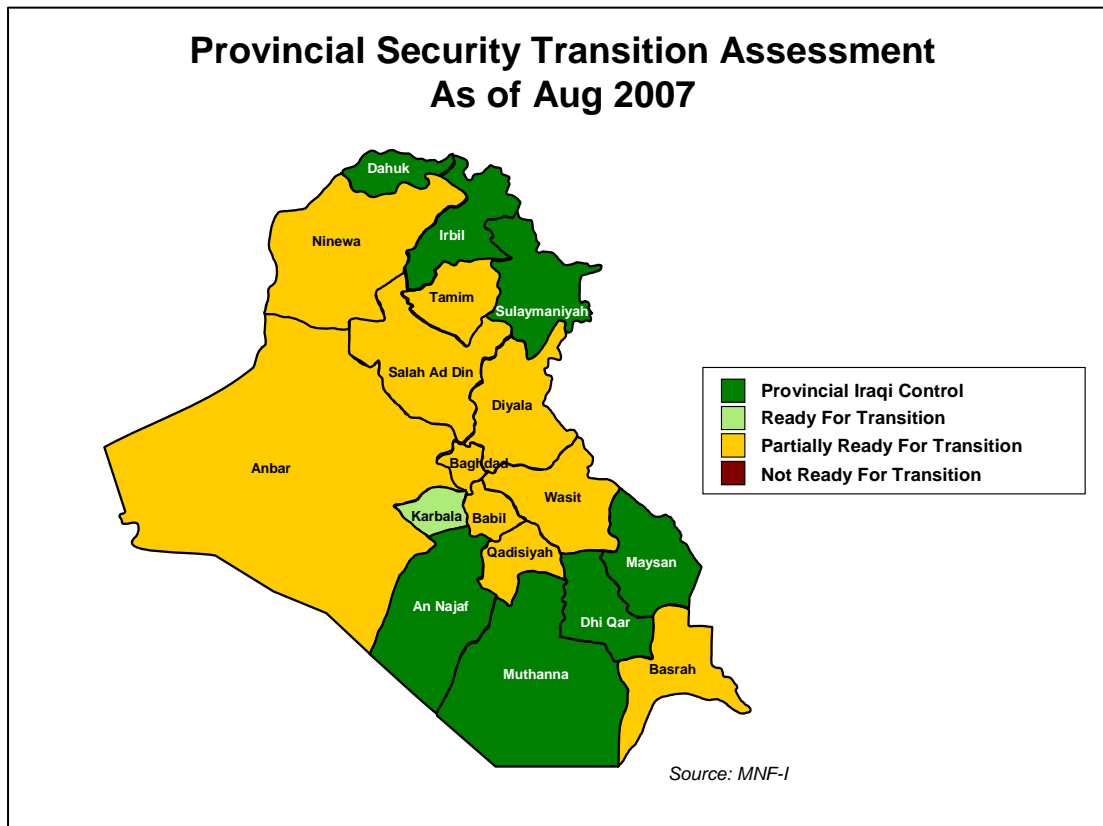 Provincial Security Transition Assessment
As of Aug 2007
Dahuk
Ninewa
Irbil
Tamim
Sulaymaniyah
Salah Ad Din
Diyala
Anbar
Baghdad
Wasit
Karbala
Babil
Qadisiyah
Maysan
An Najaf
Dhi Qar
Muthanna
Basrah
Provincial Iraqi Control
Ready For Transition
Partially Ready For Transition
Not Ready For Transition
Source: MNF-I